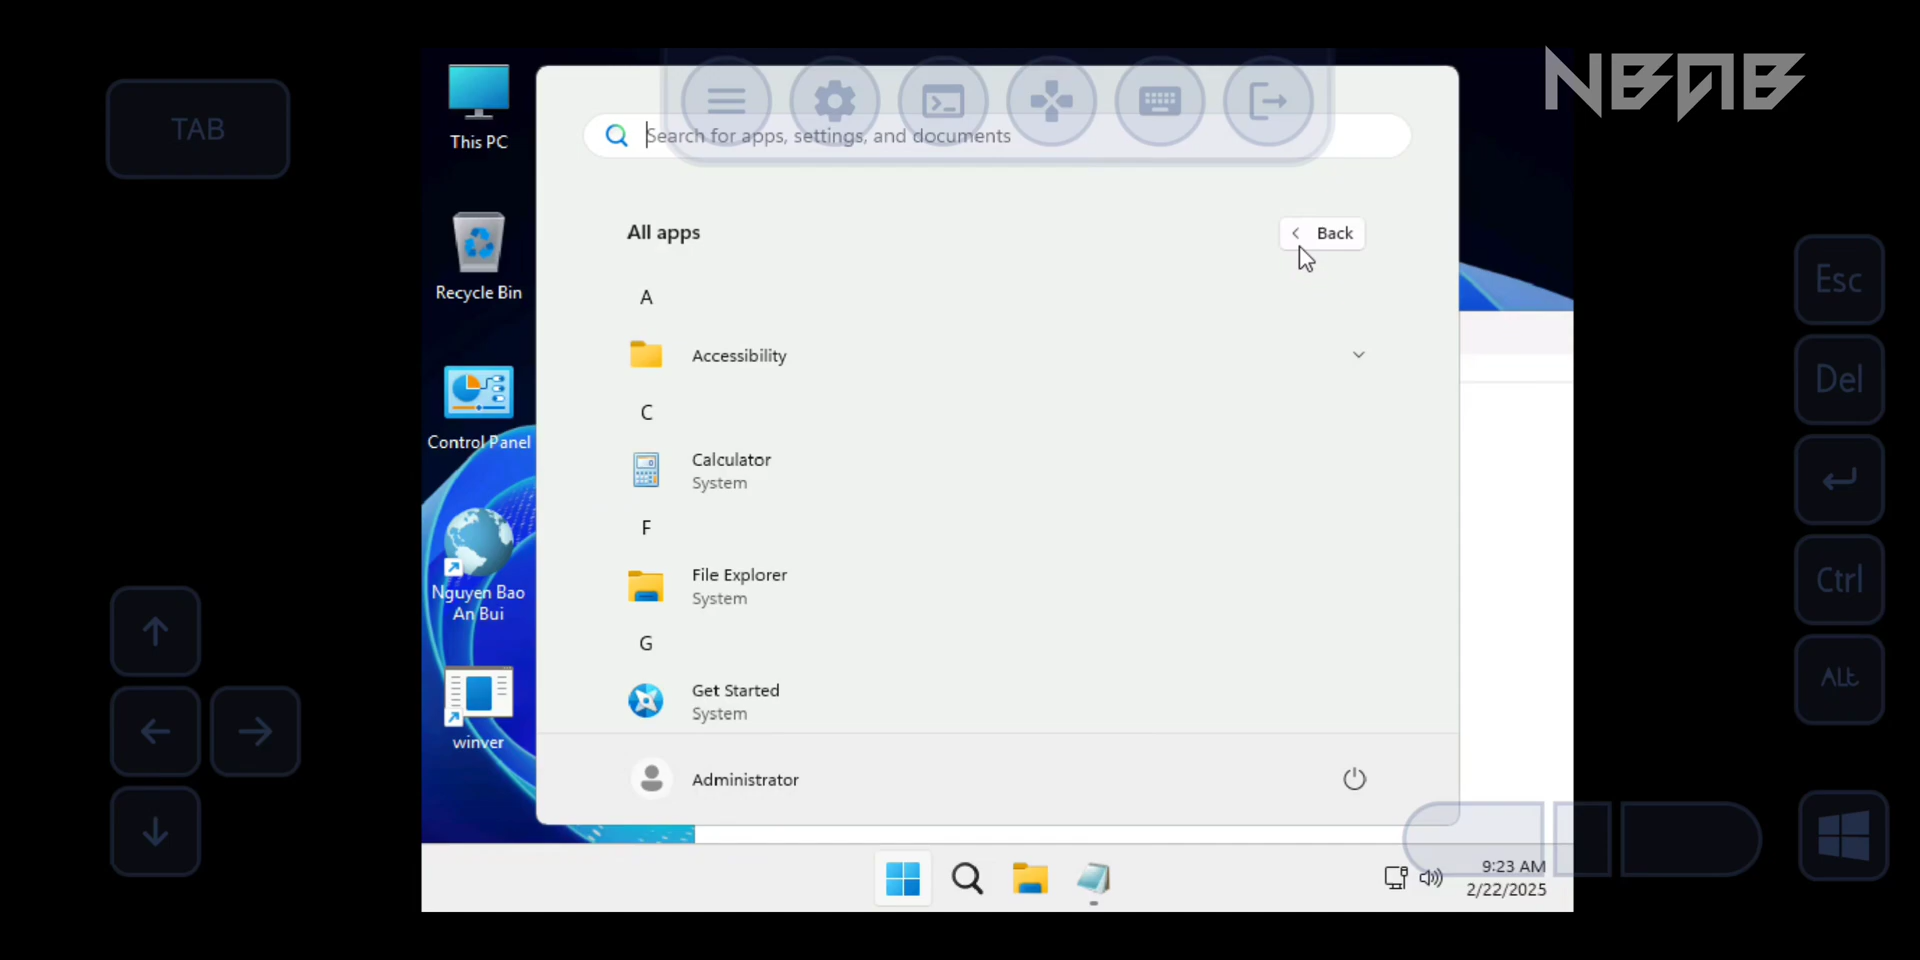 NBAB
TAB
This PC
Search for apps, settings, and documents
All apps
Back
Esc
Recycle Bin
A
Accessibility
Del
C
Control Panel
Calculator
System
F
File Explorer
System
Ctrl
Nguyen Bao
An Bui
G
Get Started
System
Alt
winver
Administrator
9:23 AM
2/22/2025